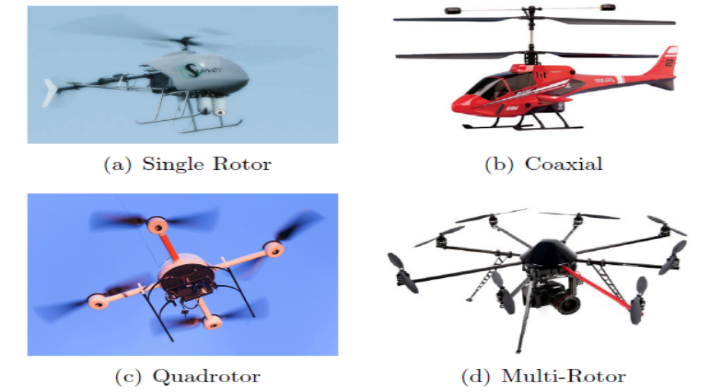 (a) Single Rotor
(b) Coaxial
(c) Quadrotor
(d) Multi-Rotor